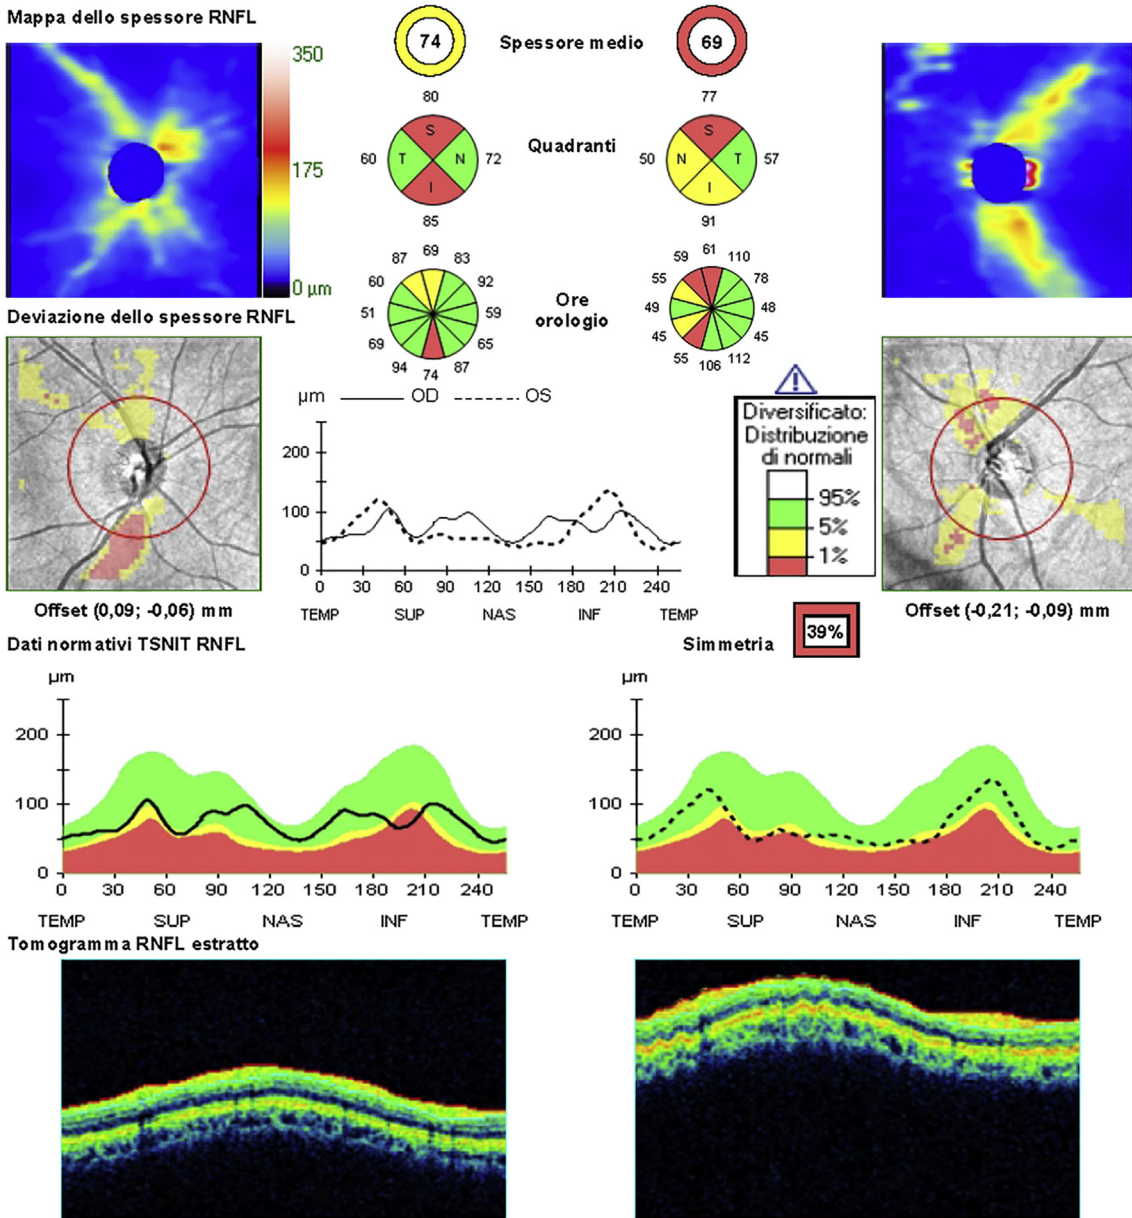 Mappa dello spessore RNFL
350
175
0 µm
74
Spessore medio
69
80
77
S
T
N
I
60
72
85
Quadranti
S
N
T
I
50
57
91
87
69
83
60
92
51
59
69
65
94
74
87
Ore
orologio
59
61
110
55
78
49
48
45
45
55
106
112
Deviazione dello spessore RNFL
µm
OD
OS
200
100
0
0
30
60
90
120
150
180
210
240
TEMP
SUP
NAS
INF
TEMP
Diversificato:
Distribuzione
di normali
95%
5%
1%
Offset (0,09; -0,06) mm
Offset (-0,21; -0,09) mm
Dati normativi TSNIT RNFL
Simmetria
39%
µm
200
100
0
0
30
60
90
120
150
180
210
240
TEMP
SUP
NAS
INF
TEMP
µm
200
100
0
0
30
60
90
120
150
180
210
240
TEMP
SUP
NAS
INF
TEMP
Tomogramma RNFL estratto